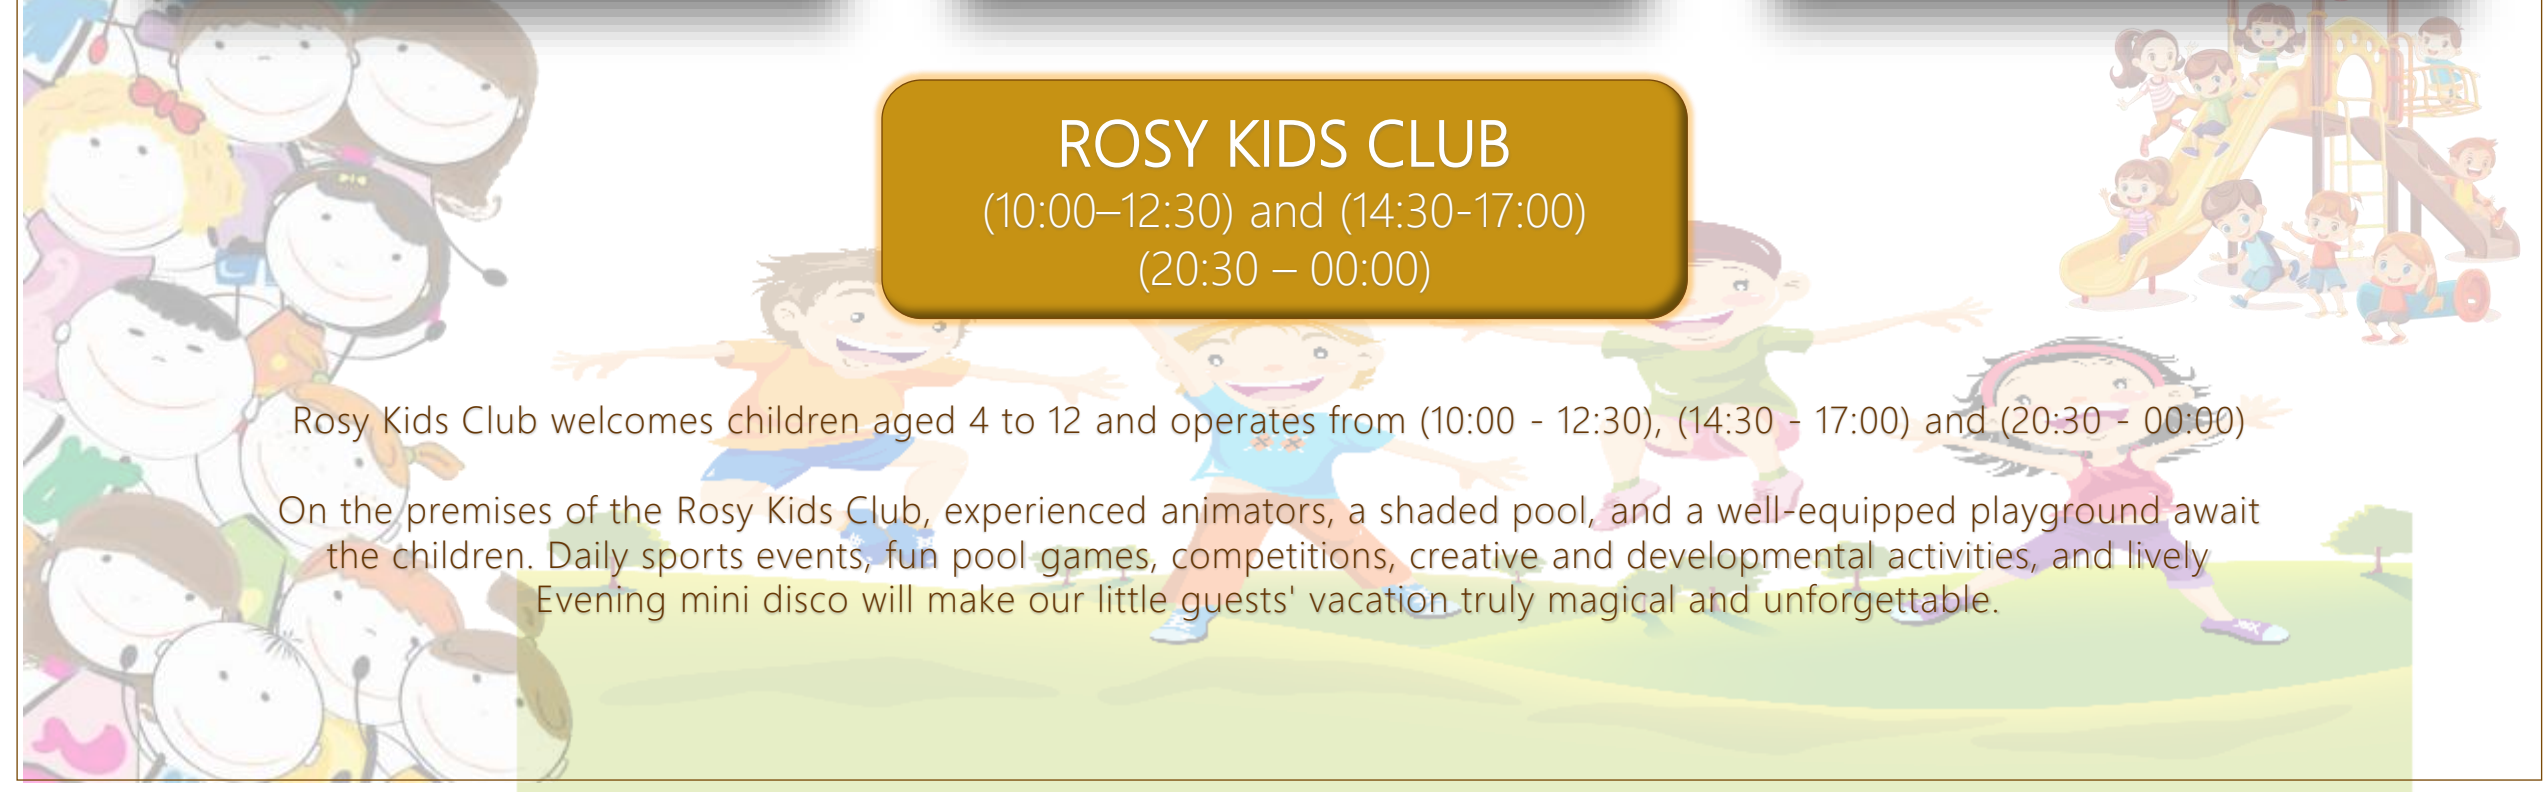 ROSY KIDS CLUB
(10:00–12:30) and (14:30-17:00)
(20:30 – 00:00)
Rosy Kids Club welcomes children aged 4 to 12 and operates from (10:00 - 12:30), (14:30 - 17:00) and (20:30 - 00:00)
On the premises of the Rosy Kids Club, experienced animators, a shaded pool, and a well-equipped playground await
the children. Daily sports events, fun pool games, competitions, creative and developmental activities, and lively
Evening mini disco will make our little guests' vacation truly magical and unforgettable.